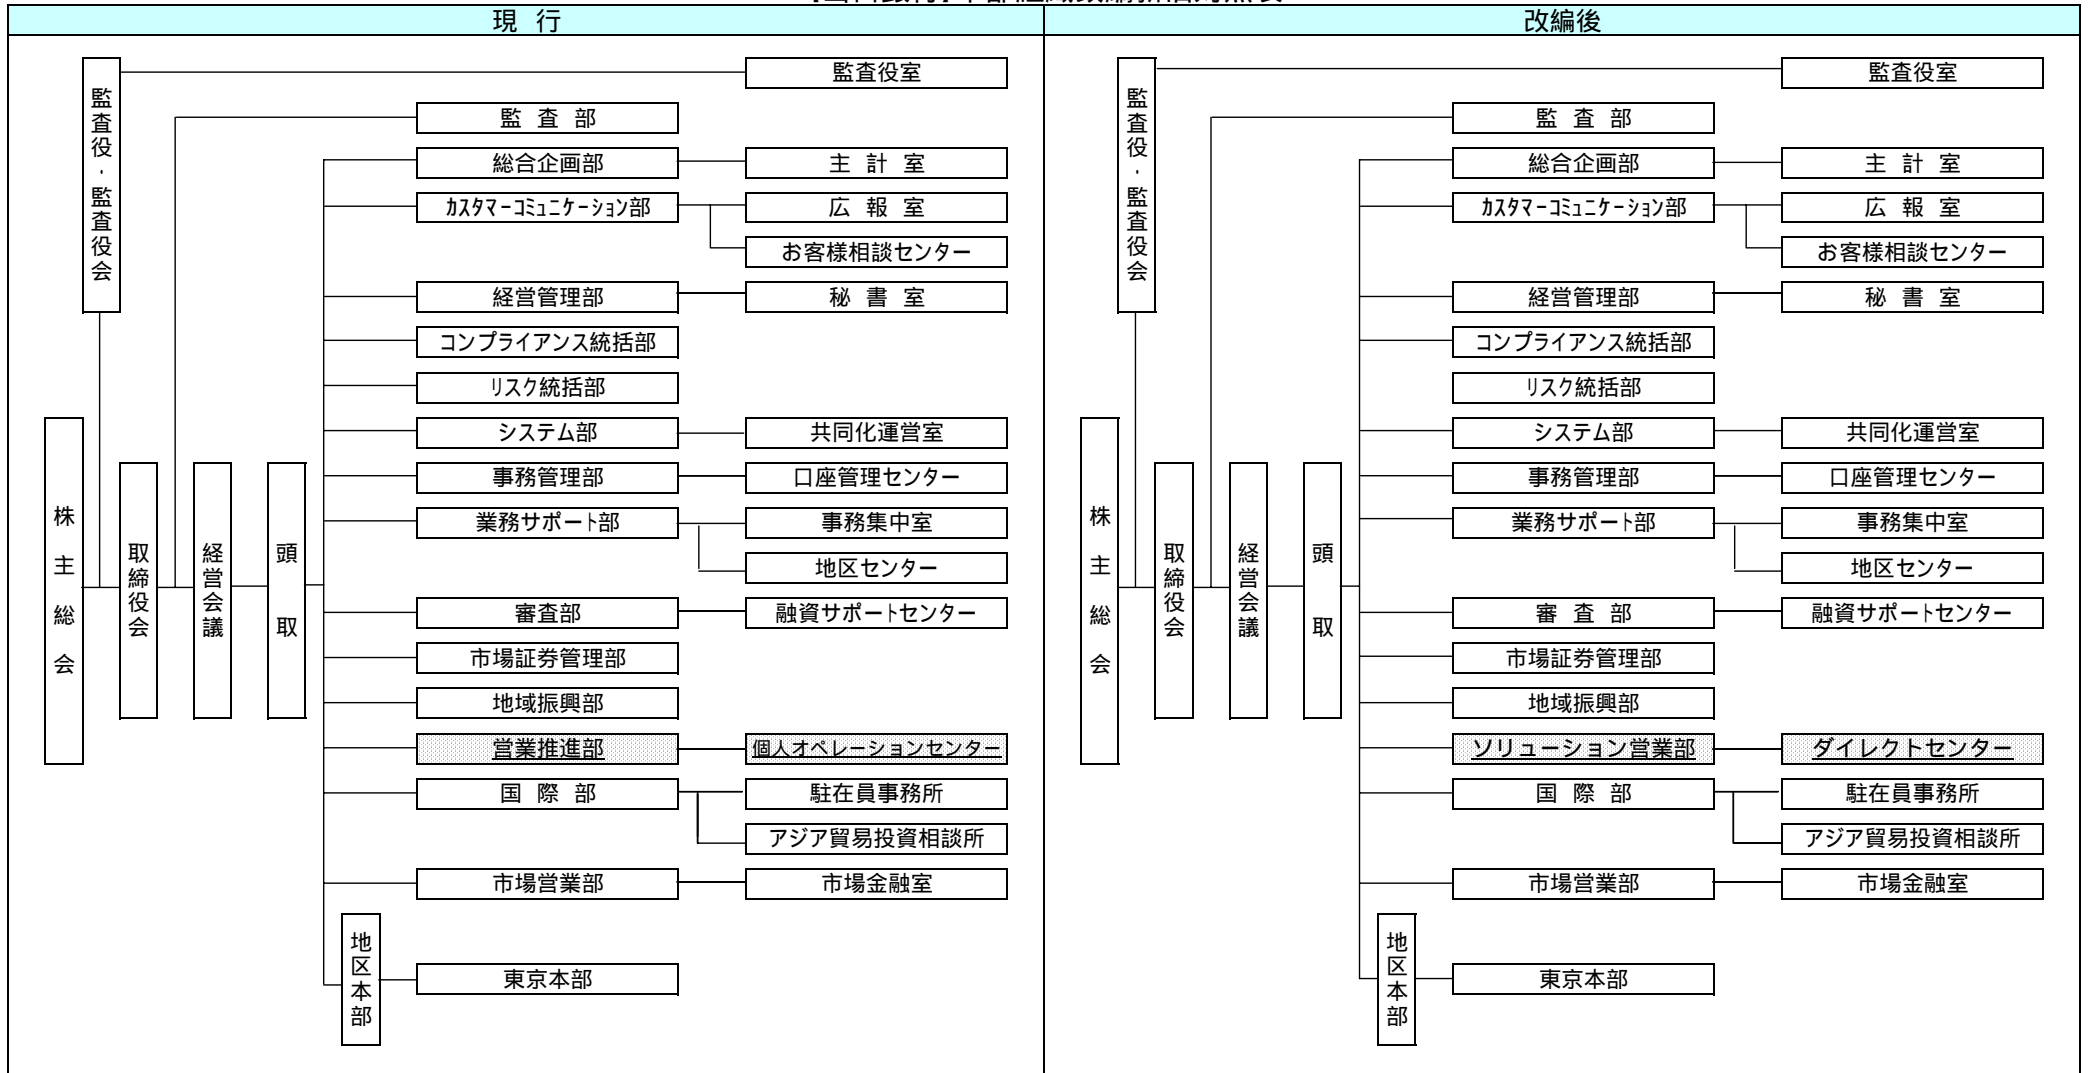 現 行
監査役・監査役会
監査役室
監 査 部
総合企画部
主 計 室
ｶｽﾀﾏｰｺﾐｭﾆｹｰｼｮﾝ部
広 報 室
お客様相談センター
経営管理部
秘 書 室
コンプライアンス統括部
リスク統括部
システム部
共同化運営室
事務管理部
口座管理センター
業務サポート部
事務集中室
地区センター
株主総会
取締役会
経営会議
頭取
審査部
融資サポートセンター
市場証券管理部
地域振興部
営業推進部
個人オペレーションセンター
国 際 部
駐在員事務所
アジア貿易投資相談所
市場営業部
市場金融室
地区本部
東京本部
改編後
監査役・監査役会
監査役室
監 査 部
総合企画部
主 計 室
ｶｽﾀﾏｰｺﾐｭﾆｹｰｼｮﾝ部
広 報 室
お客様相談センター
経営管理部
秘 書 室
コンプライアンス統括部
リスク統括部
システム部
共同化運営室
事務管理部
口座管理センター
業務サポート部
事務集中室
地区センター
株主総会
取締役会
経営会議
頭取
審 査 部
融資サポートセンター
市場証券管理部
地域振興部
ソリューション営業部
ダイレクトセンター
国 際 部
駐在員事務所
アジア貿易投資相談所
市場営業部
市場金融室
地区本部
東京本部